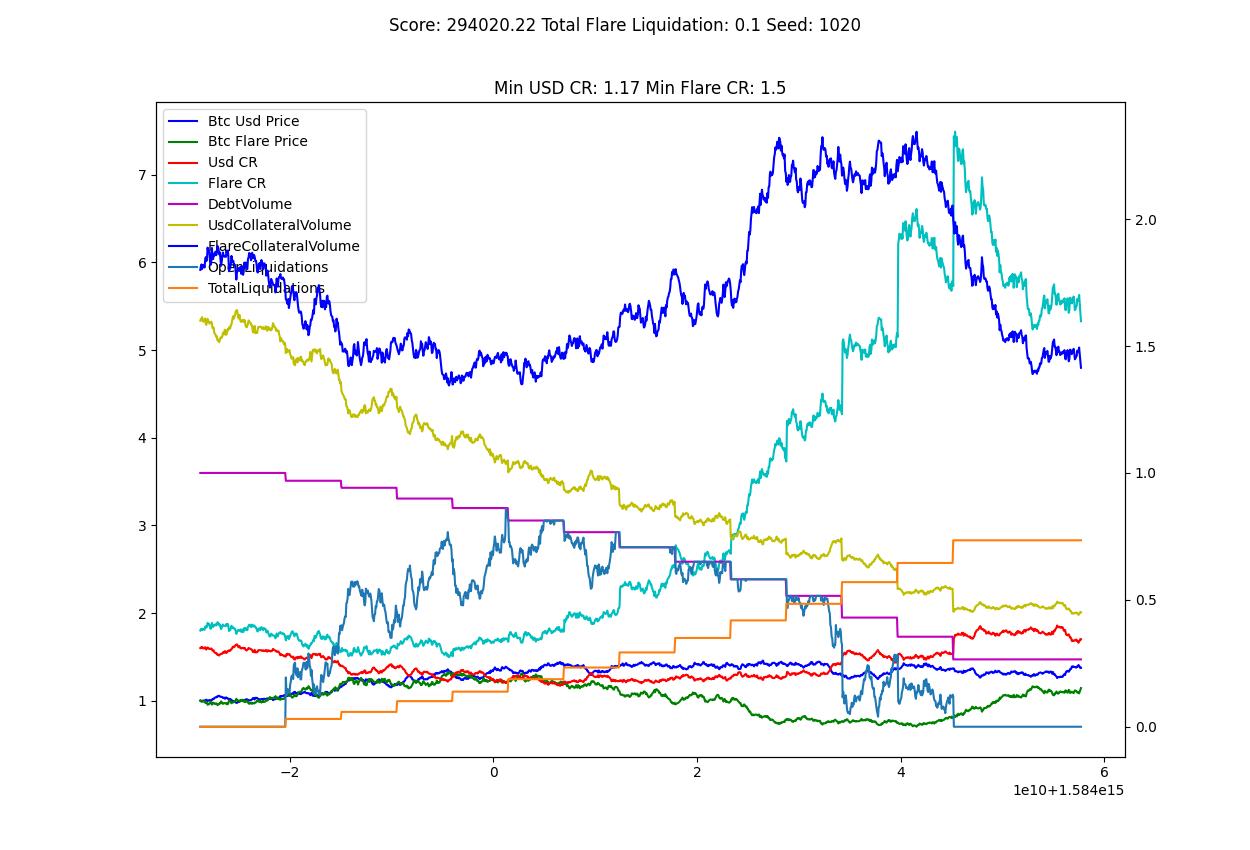 Score: 294020.22 Total Flare Liquidation: 0.1 Seed: 1020
Min USD CR: 1.17 Min Flare CR: 1.5
Btc Usd Price
Btc Flare Price
Usd CR
Flare CR
DebtVolume
UsdCollateralVolume
FlareCollateralVolume
OpenLiquidations
TotalLiquidations
7
6
5
4
3
2
1
2.0
1.5
1.0
0.5
0.0
−2
0
2
4
6
1e10+1.584e15